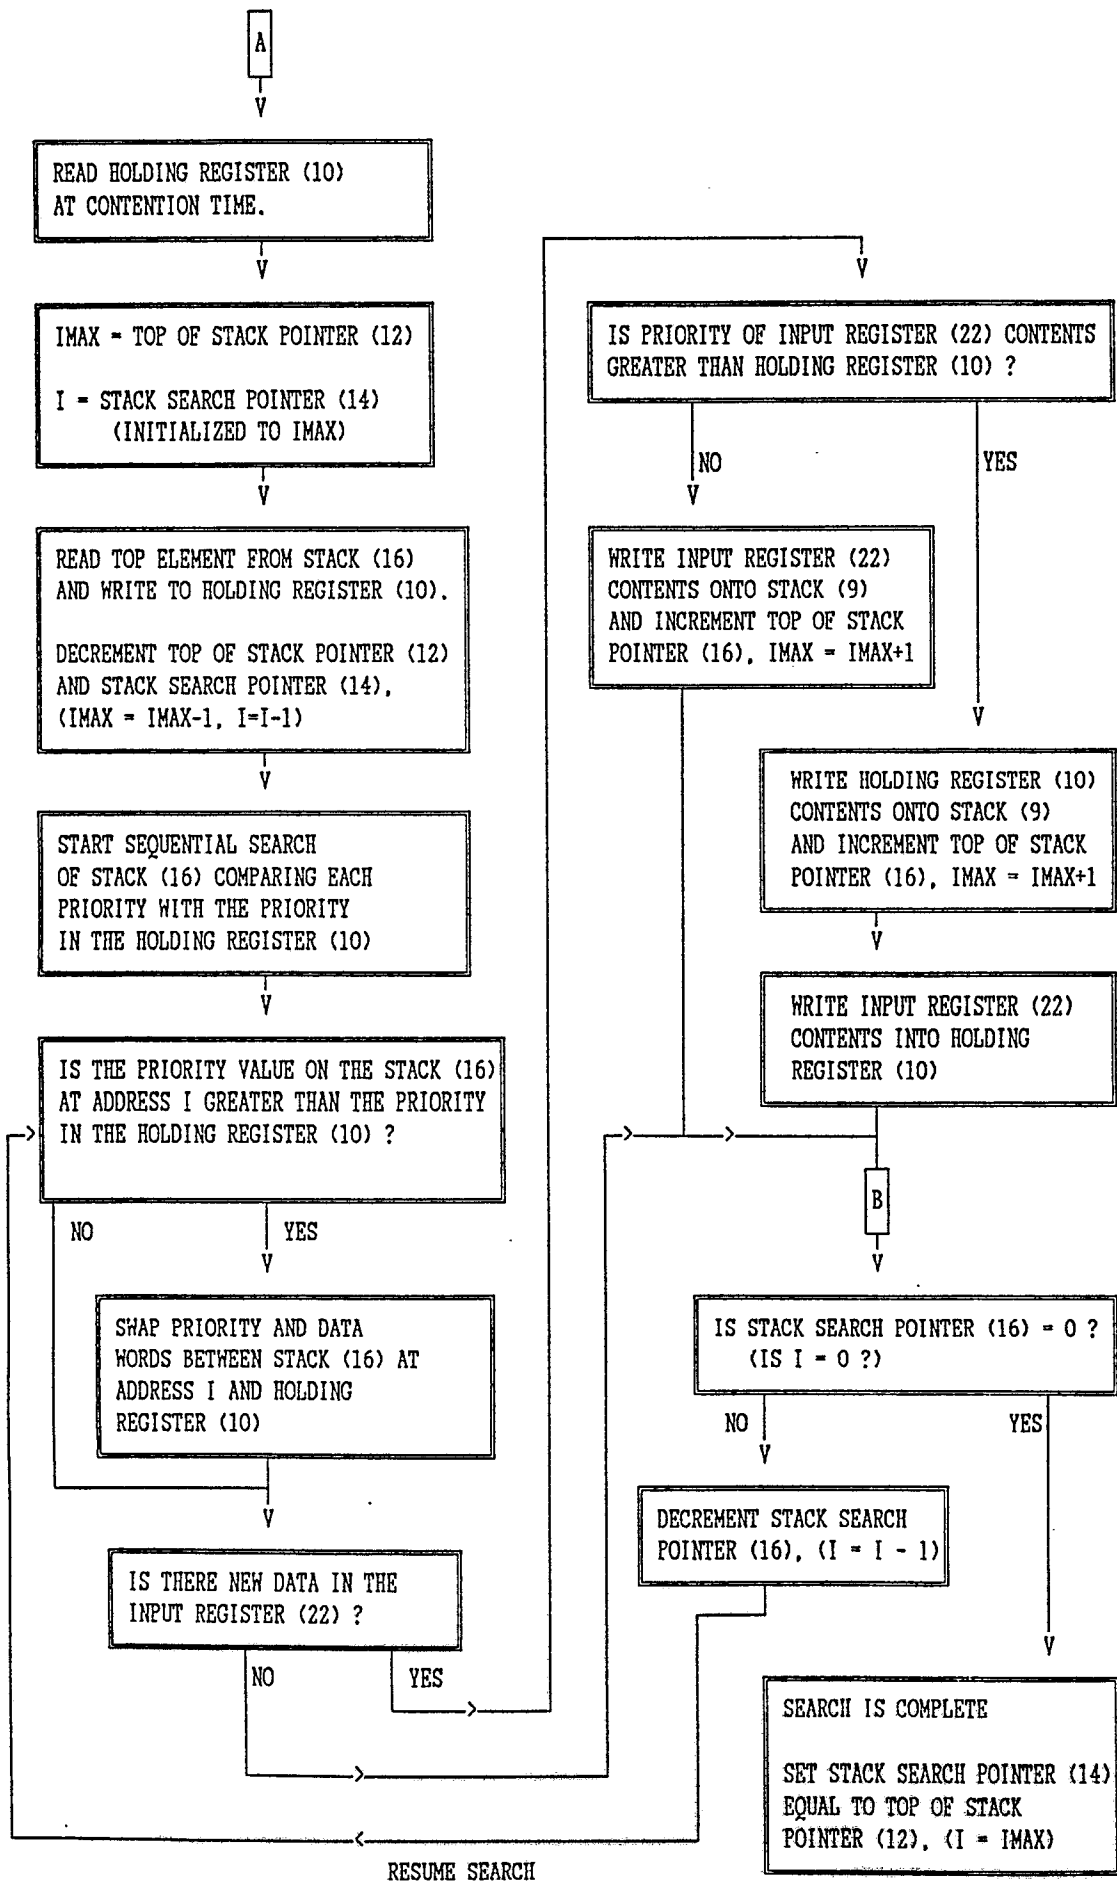 A
V
READ HOLDING REGISTER (10)
AT CONTENTION TIME.
V
IMAX = TOP OF STACK POINTER (12)
I = STACK SEARCH POINTER (14)
(INITIALIZED TO IMAX)
V
READ TOP ELEMENT FROM STACK (16)
AND WRITE TO HOLDING REGISTER (10).
DECREMENT TOP OF STACK POINTER (12)
AND STACK SEARCH POINTER (14),
(IMAX = IMAX-1, I=I-1)
V
START SEQUENTIAL SEARCH
OF STACK (16) COMPARING EACH
PRIORITY WITH THE PRIORITY
IN THE HOLDING REGISTER (10)
V
IS THE PRIORITY VALUE ON THE STACK (16)
AT ADDRESS I GREATER THAN THE PRIORITY
IN THE HOLDING REGISTER (10) ?
>
NO
YES
V
SWAP PRIORITY AND DATA
WORDS BETWEEN STACK (16) AT
ADDRESS I AND HOLDING
REGISTER (10)
V
IS THERE NEW DATA IN THE
INPUT REGISTER (22) ?
NO
YES
>
>
<
RESUME SEARCH
V
IS PRIORITY OF INPUT REGISTER (22) CONTENTS
GREATER THAN HOLDING REGISTER (10) ?
NO
YES
V
WRITE INPUT REGISTER (22)
CONTENTS ONTO STACK (9)
AND INCREMENT TOP OF STACK
POINTER (16), IMAX = IMAX+1
V
WRITE HOLDING REGISTER (10)
CONTENTS ONTO STACK (9)
AND INCREMENT TOP OF STACK
POINTER (16), IMAX = IMAX+1
V
WRITE INPUT REGISTER (22)
CONTENTS INTO HOLDING
REGISTER (10)
> >
B
V
IS STACK SEARCH POINTER (16) = 0 ?
(IS I = 0 ?)
NO
YES
V
DECREMENT STACK SEARCH
POINTER (16), (I = I - 1)
V
SEARCH IS COMPLETE
SET STACK SEARCH POINTER (14)
EQUAL TO TOP OF STACK
POINTER (12), (I = IMAX)